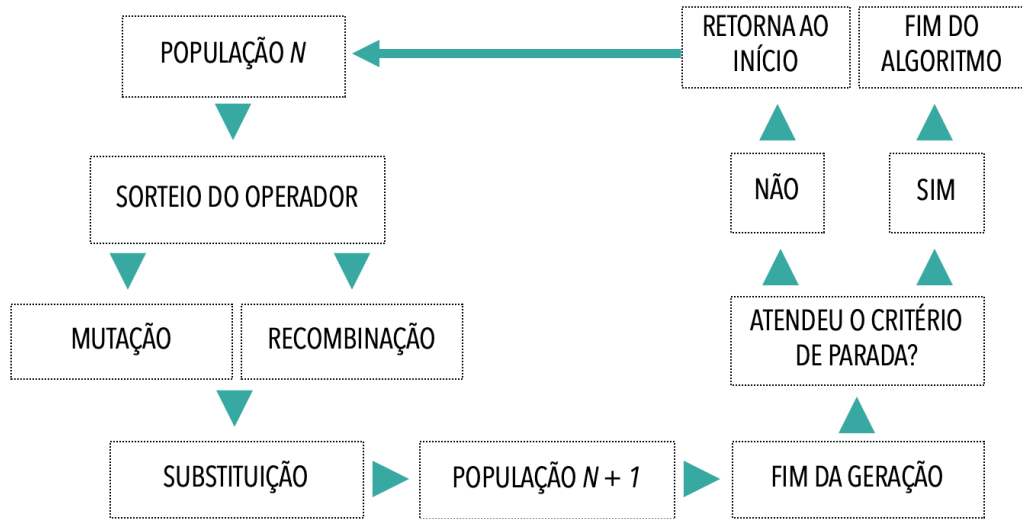 POPULAÇÃO N
RETORNA AO
INÍCIO
FIM DO
ALGORITMO
SORTEIO DO OPERADOR
NÃO
SIM
MUTAÇÃO
RECOMBINAÇÃO
ATENDEU O CRITÉRIO
DE PARADA?
SUBSTITUIÇÃO
POPULAÇÃO N + 1
FIM DA GERAÇÃO